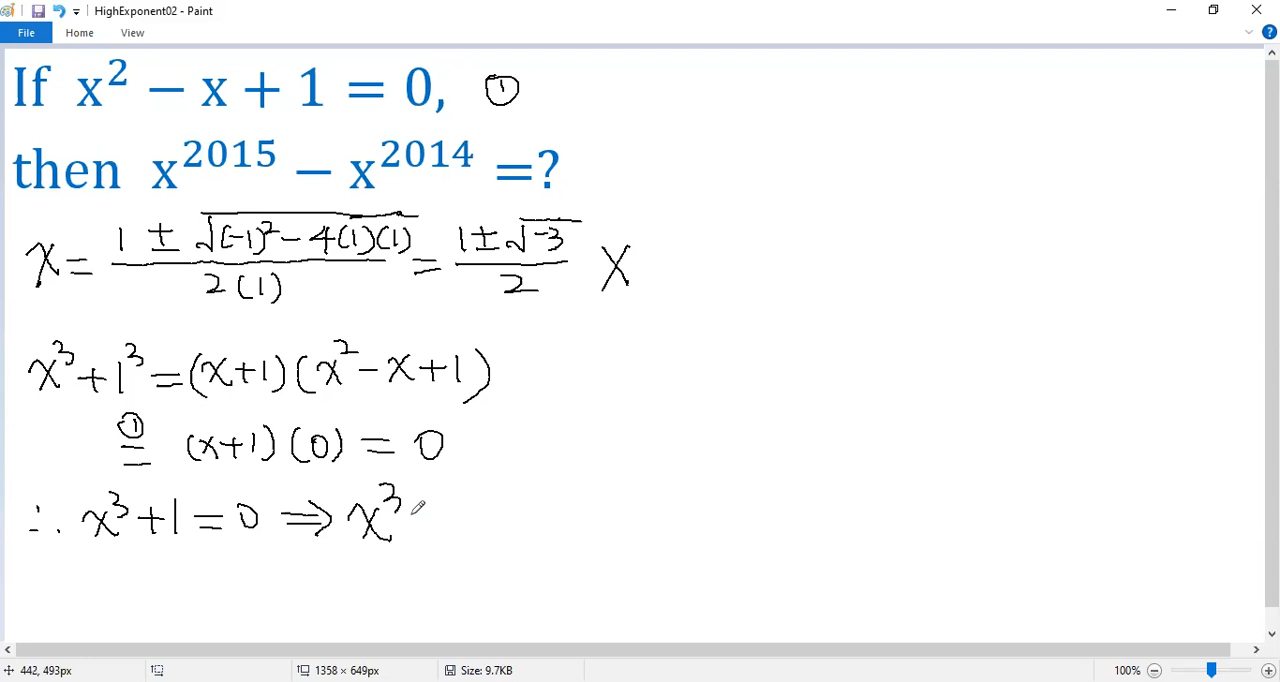 HighExponent02 - Paint
File Home View
If x² − x + 1 = 0, ①
then x²⁰¹⁵ − x²⁰¹⁴ =?
x = (1 ± √((-1)² − 4(1)(1))) / 2(1) = (1 ± √-3) / 2 X
x³ + 1³ = (x+1)(x² − x + 1)
①= (x+1)(0) = 0
∴ x³ + 1 = 0 ⇒ x³
442, 493px 1358 × 649px Size: 9.7KB 100%